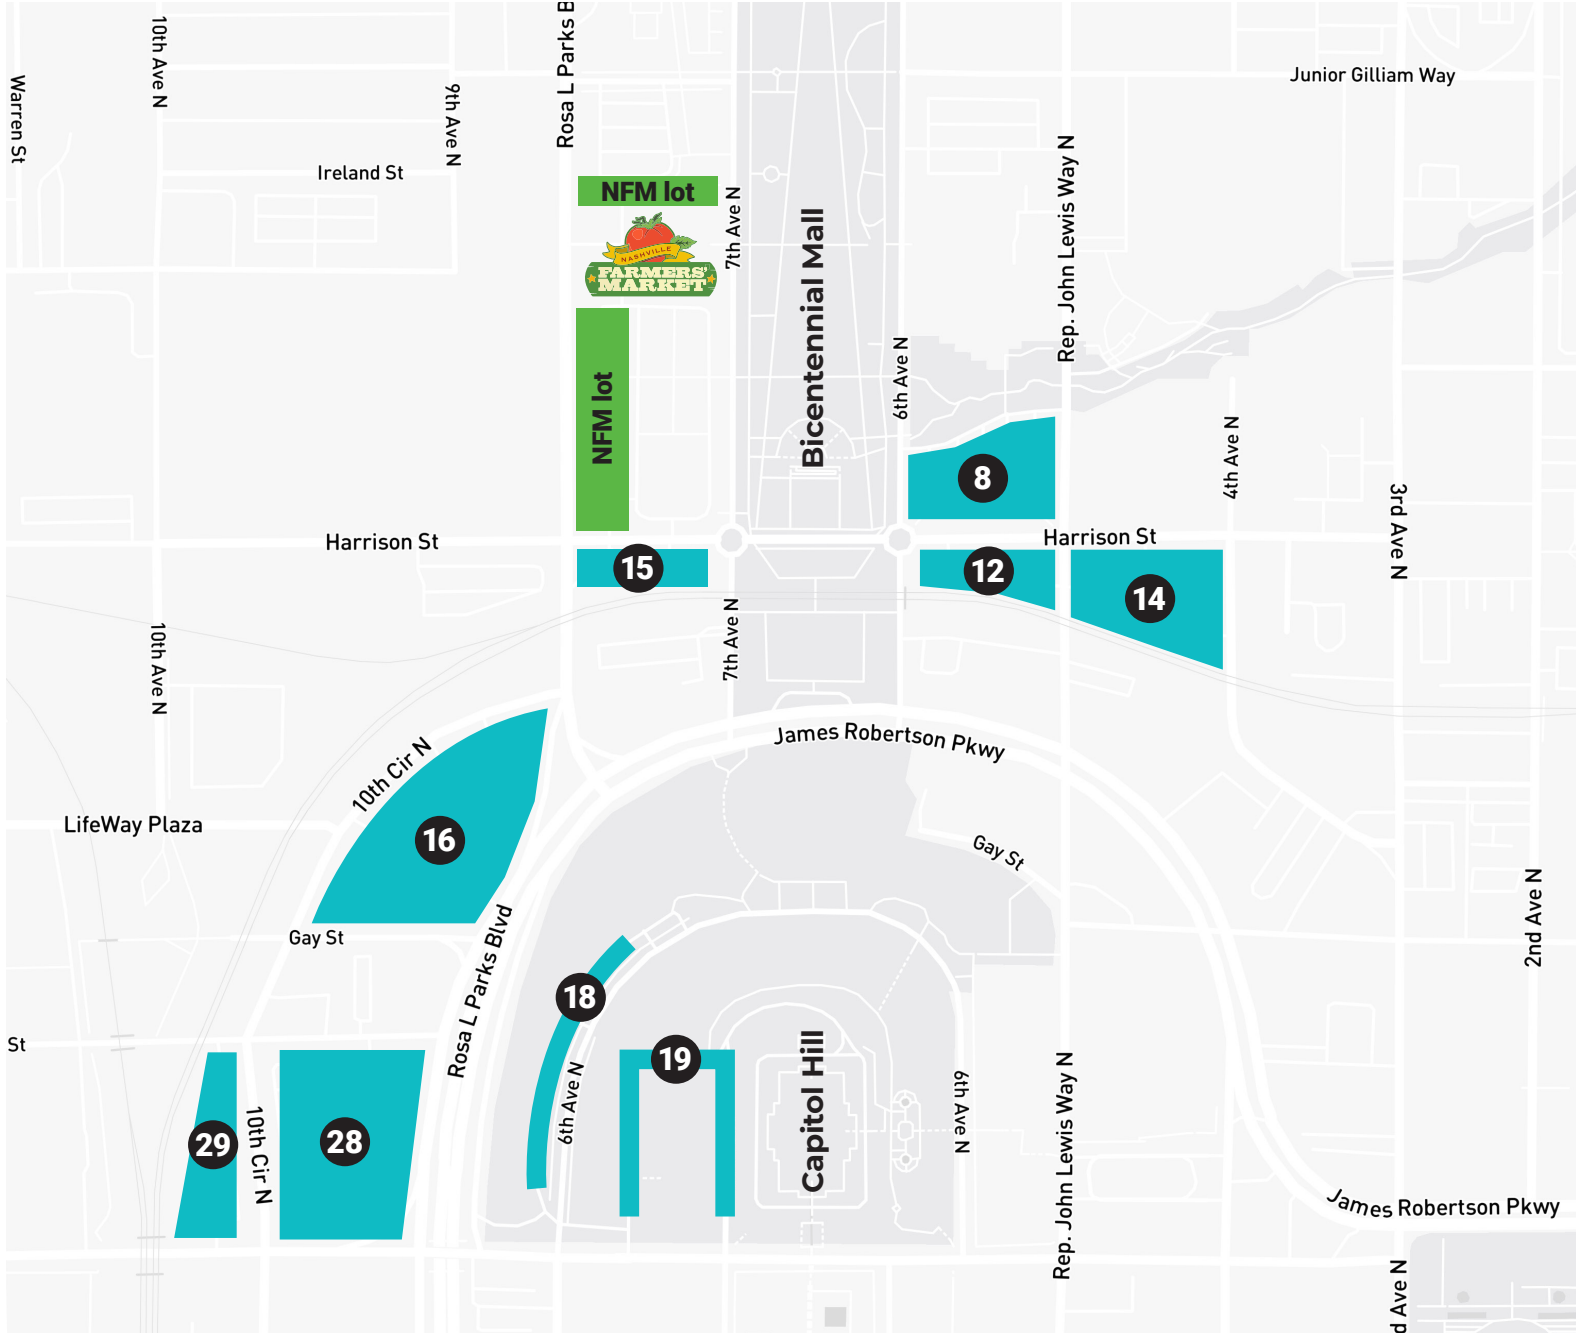 10th Ave N
Rosa L Parks B
Junior Gilliam Way
Warren St
9th Ave N
Ireland St
NFM lot
7th Ave N
NASHVILLE
FARMERS'
MARKET
Bicentennial Mall
Rep. John Lewis Way N
NFM lot
6th Ave N
8
4th Ave N
3rd Ave N
Harrison St
Harrison St
15
12
14
10th Ave N
7th Ave N
James Robertson Pkwy
10th Cir N
LifeWay Plaza
16
Gay St
2nd Ave N
Gay St
Rosa L Parks Blvd
18
St
19
Capitol Hill
6th Ave N
6th Ave N
Rep. John Lewis Way N
29
10th Cir N
28
James Robertson Pkwy
d Ave N